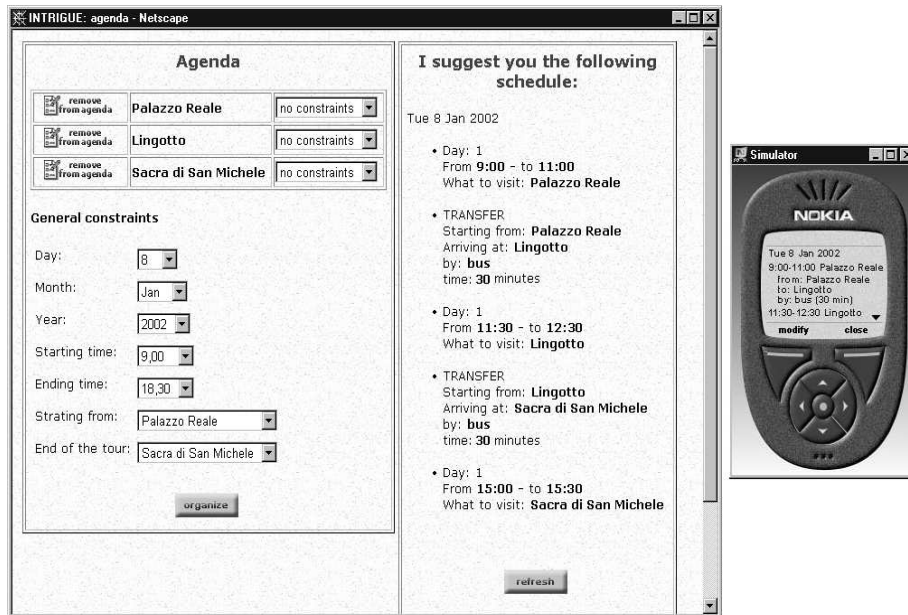 INTRIGUE: agenda - Netscape
Agenda
remove from agenda Palazzo Reale no constraints
remove from agenda Lingotto no constraints
remove from agenda Sacra di San Michele no constraints
General constraints
Day: 8
Month: Jan
Year: 2002
Starting time: 9,00
Ending time: 18,30
Strating from: Palazzo Reale
End of the tour: Sacra di San Michele
organize
I suggest you the following
schedule:
Tue 8 Jan 2002
• Day: 1
From 9:00 - to 11:00
What to visit: Palazzo Reale
• TRANSFER
Starting from: Palazzo Reale
Arriving at: Lingotto
by: bus
time: 30 minutes
• Day: 1
From 11:30 - to 12:30
What to visit: Lingotto
• TRANSFER
Starting from: Lingotto
Arriving at: Sacra di San Michele
by: bus
time: 30 minutes
• Day: 1
From 15:00 - to 15:30
What to visit: Sacra di San Michele
refresh
Simulator
NOKIA
Tue 8 Jan 2002
9:00-11:00 Palazzo Reale
from: Palazzo Reale
to: Lingotto
by: bus (30 min)
11:30-12:30 Lingotto
modify close